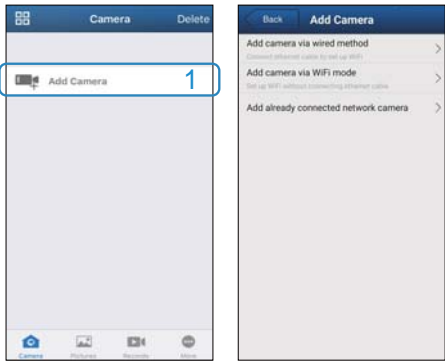 Camera
Delete
Add Camera
1
Camera
Pictures
Records
More
Back
Add Camera
Add camera via wired method
Connect ethernet cable to set up WiFi
Add camera via WiFi mode
Set up WiFi without connecting ethernet cable
Add already connected network camera